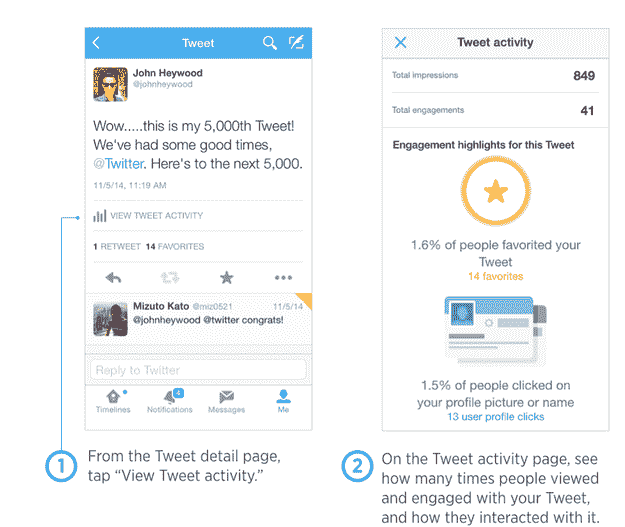 Tweet
John Heywood
@johnheywood
Wow.....this is my 5,000th Tweet!
We've had some good times,
@Twitter. Here's to the next 5,000.
11/5/14, 11:19 AM
VIEW TWEET ACTIVITY
1 RETWEET 14 FAVORITES
Mizuto Kato @miz0521 11/5/14
@johnheywood @twitter congrats!
Reply to Twitter
4
Timelines Notifications Messages Me
1 From the Tweet detail page,
tap “View Tweet activity.”
Tweet activity
Total impressions 849
Total engagements 41
Engagement highlights for this Tweet
1.6% of people favorited your
Tweet
14 favorites
1.5% of people clicked on
your profile picture or name
13 user profile clicks
2 On the Tweet activity page, see
how many times people viewed
and engaged with your Tweet,
and how they interacted with it.